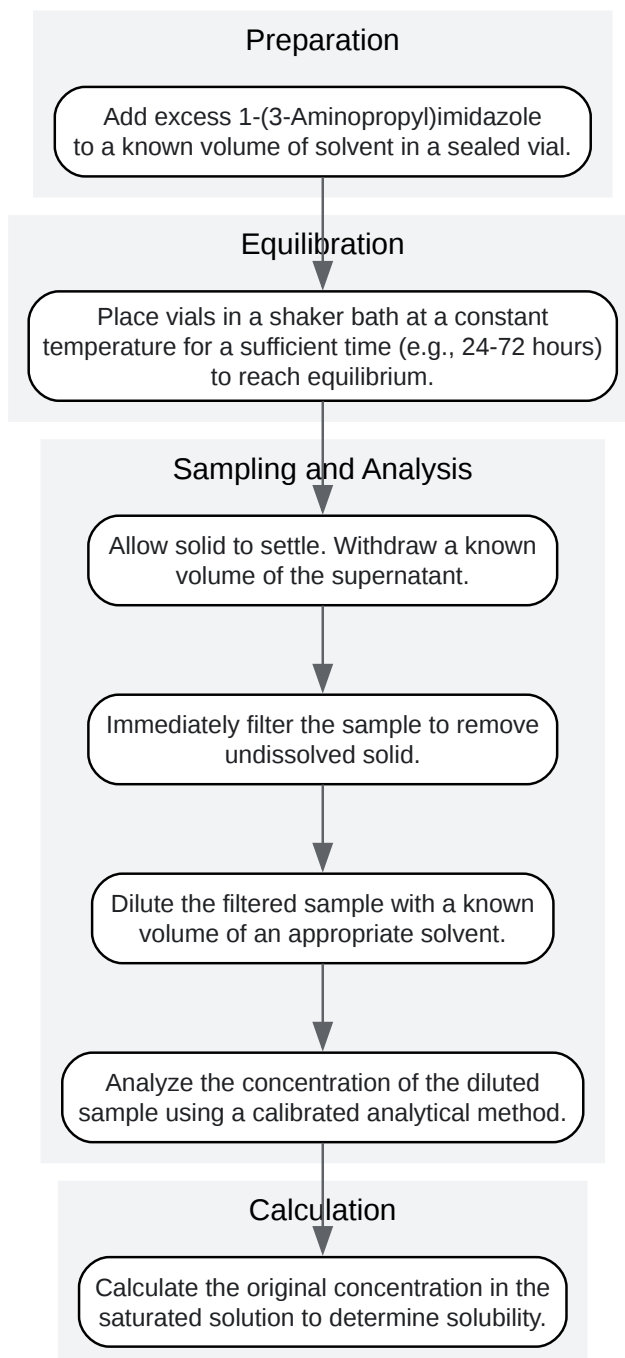 Preparation
Add excess 1-(3-Aminopropyl)imidazole
to a known volume of solvent in a sealed vial.
Equilibration
Place vials in a shaker bath at a constant
temperature for a sufficient time (e.g., 24-72 hours)
to reach equilibrium.
Sampling and Analysis
Allow solid to settle. Withdraw a known
volume of the supernatant.
Immediately filter the sample to remove
undissolved solid.
Dilute the filtered sample with a known
volume of an appropriate solvent.
Analyze the concentration of the diluted
sample using a calibrated analytical method.
Calculation
Calculate the original concentration in the
saturated solution to determine solubility.